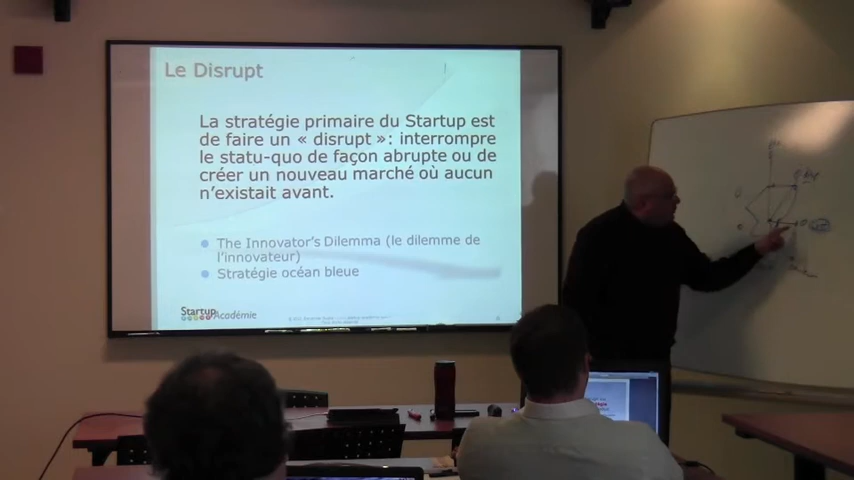 Le Disrupt
La stratégie primaire du Startup est
de faire un « disrupt »: interrompre
le statu-quo de façon abrupte ou de
créer un nouveau marché où aucun
n'existait avant.
The Innovator's Dilemma (le dilemme de
l'innovateur)
Stratégie océan bleue
Startup Académie